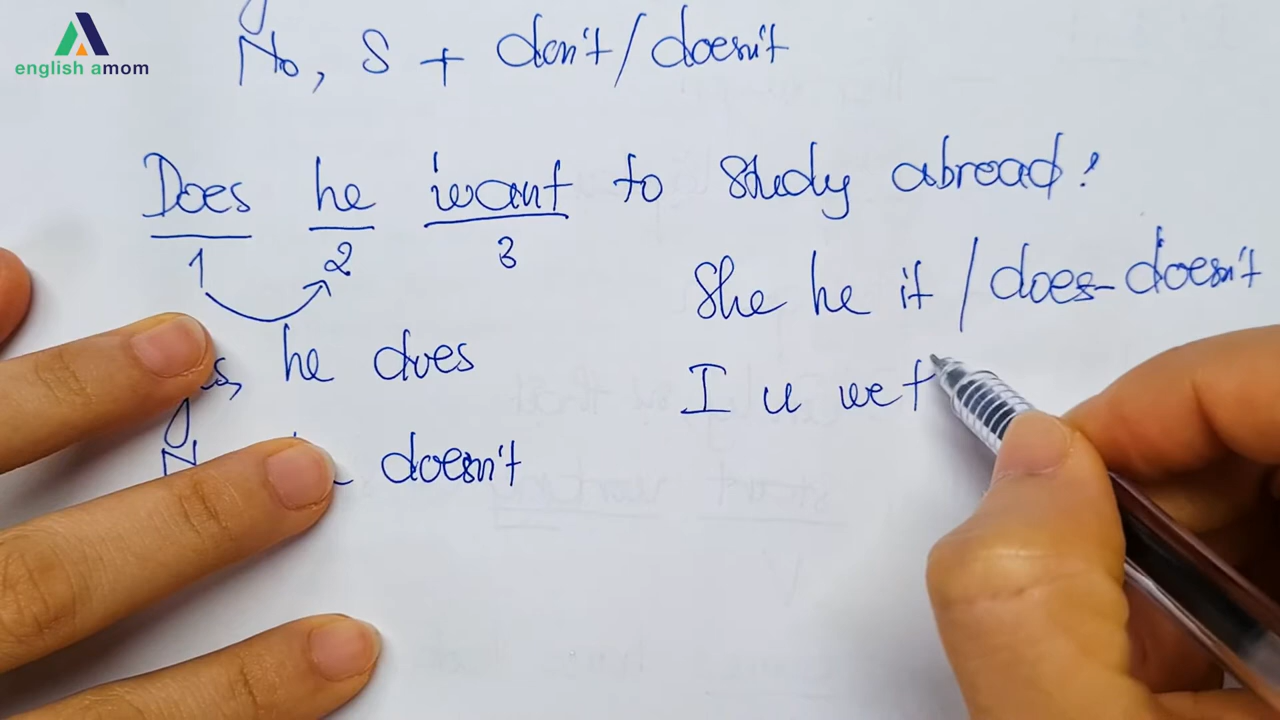 english amom
No, S + don't/doesn't
Does he want to study abroad?
1 2 3
She he it / does-doesn't
he does
I u we t
doesn't